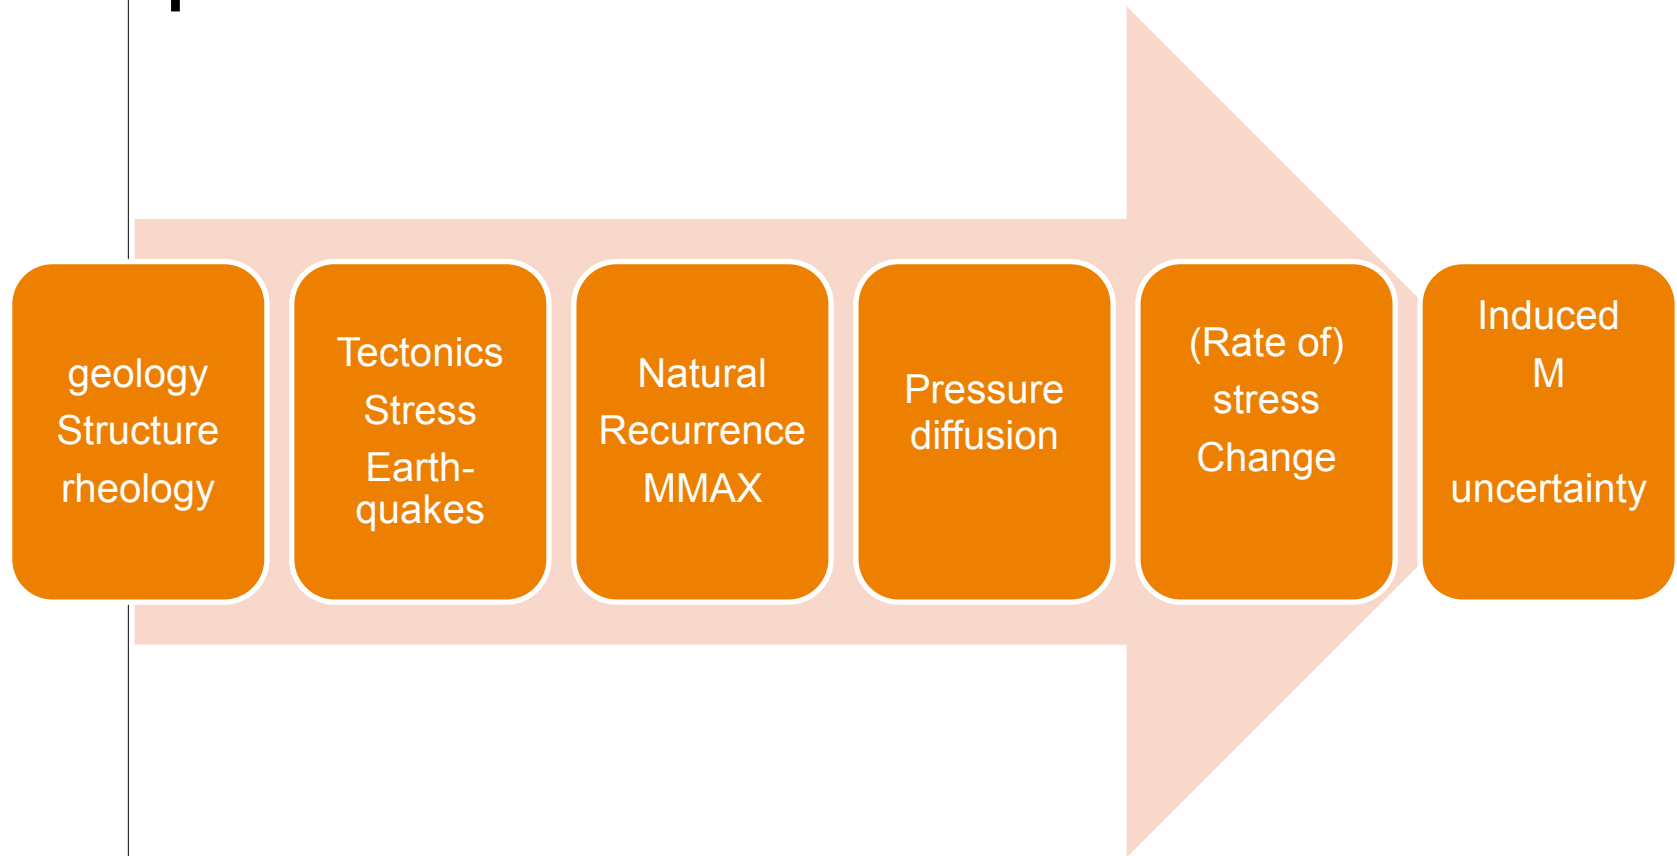 geology
Structure
rheology
Tectonics
Stress
Earth-
quakes
Natural
Recurrence
MMAX
Pressure
diffusion
(Rate of)
stress
Change
Induced
M
uncertainty